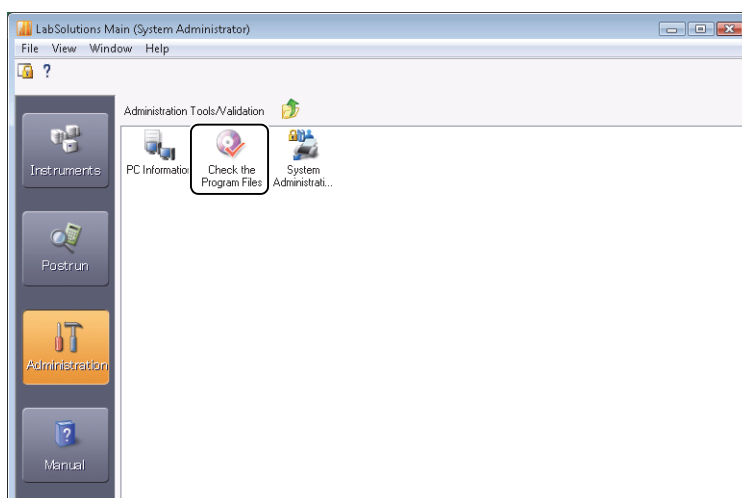 LabSolutions Main (System Administrator)
File View Window Help
?
Administration Tools/Validation
Instruments
PC Informatio
Check the
Program Files
System
Administrati...
Postrun
Administration
Manual